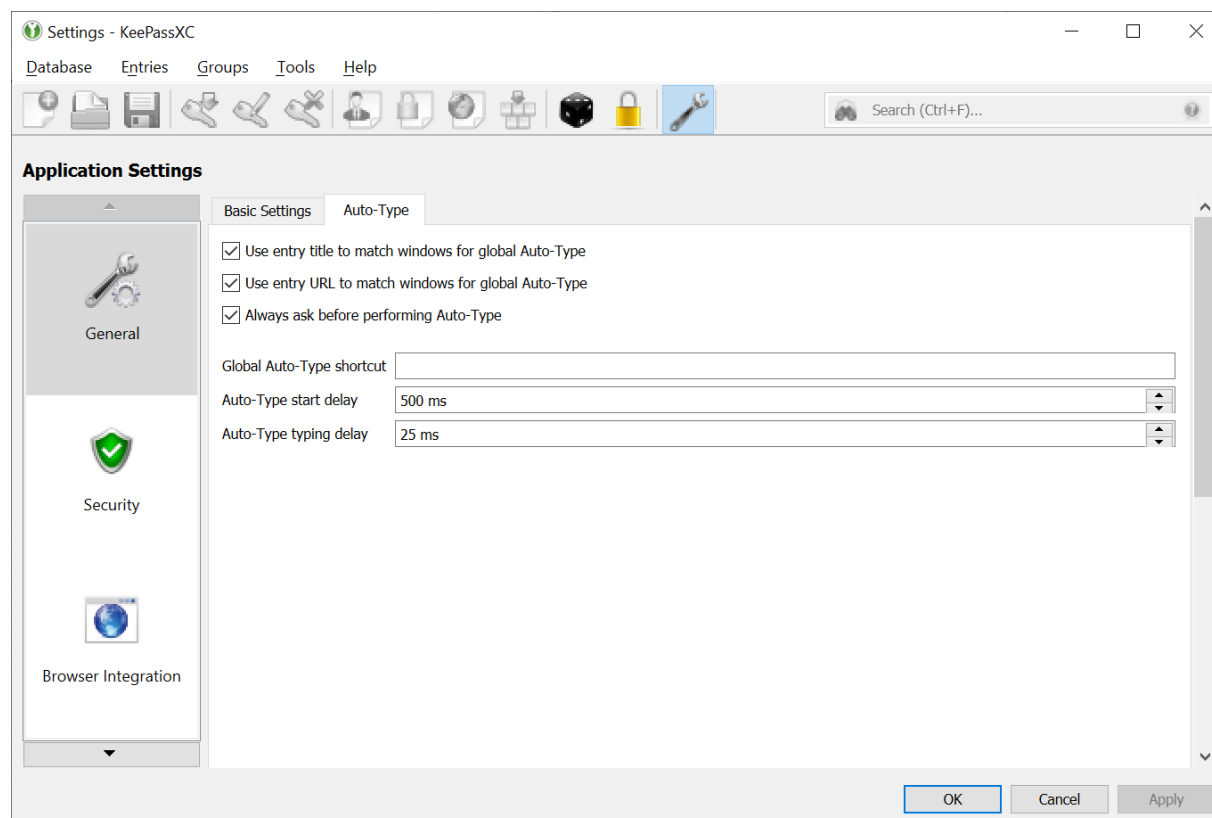 Settings - KeePassXC
Database Entries Groups Tools Help
Search (Ctrl+F)...
Application Settings
Basic Settings Auto-Type
Use entry title to match windows for global Auto-Type
Use entry URL to match windows for global Auto-Type
Always ask before performing Auto-Type
General
Global Auto-Type shortcut
Auto-Type start delay 500 ms
Auto-Type typing delay 25 ms
Security
Browser Integration
OK Cancel Apply